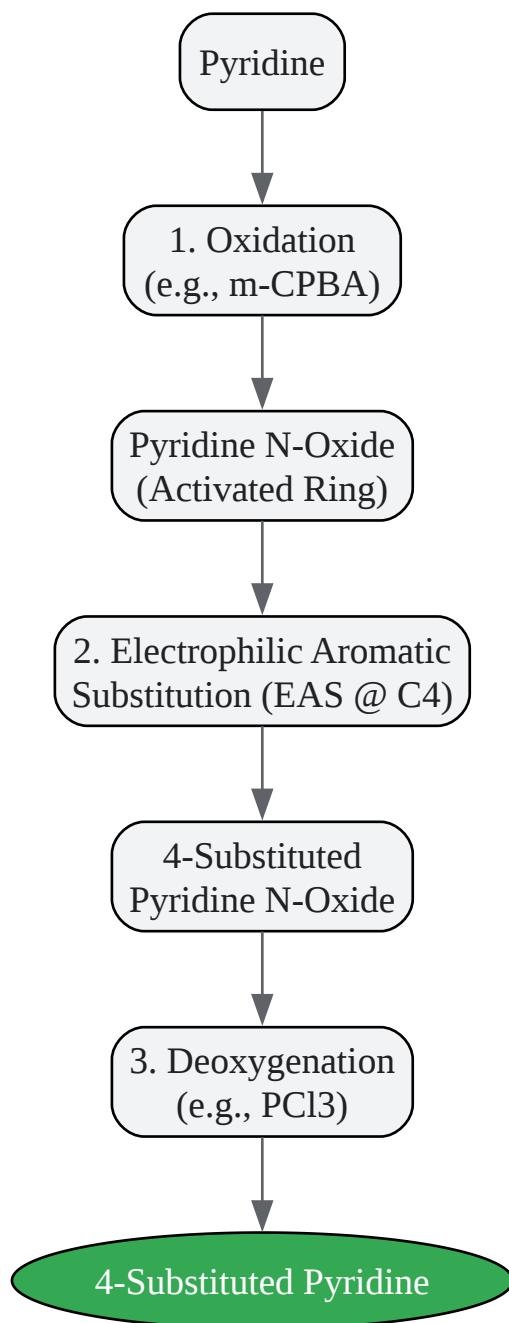 Pyridine
1. Oxidation
(e.g., m-CPBA)
Pyridine N-Oxide
(Activated Ring)
2. Electrophilic Aromatic
Substitution (EAS @ C4)
4-Substituted
Pyridine N-Oxide
3. Deoxygenation
(e.g., PCl3)
4-Substituted Pyridine